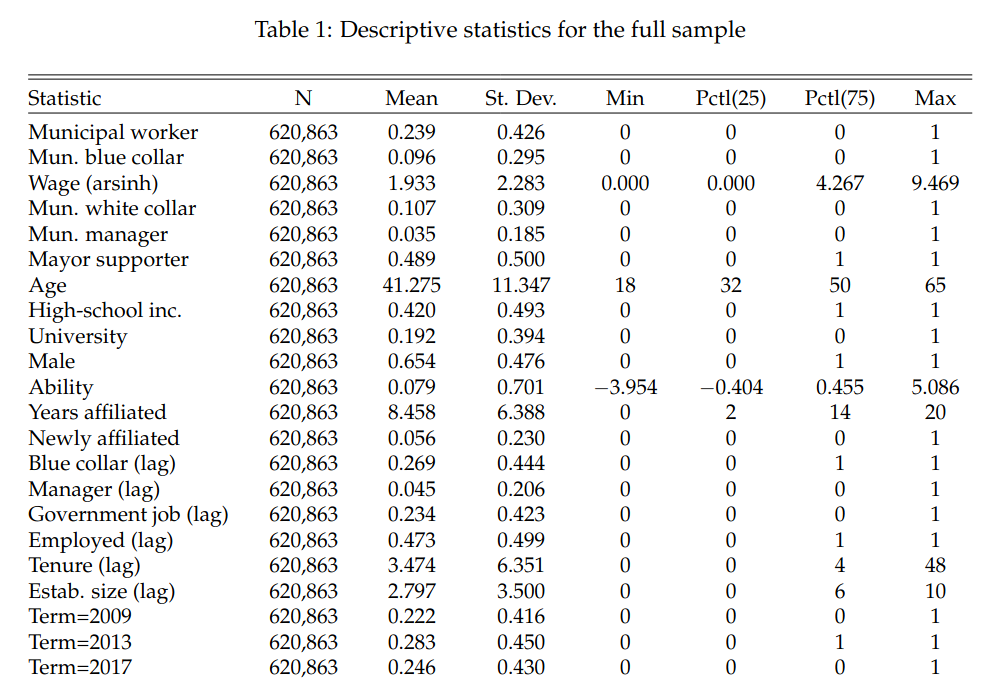 Table 1: Descriptive statistics for the full sample
Statistic N Mean St. Dev. Min Pctl(25) Pctl(75) Max
Municipal worker 620,863 0.239 0.426 0 0 0 1
Mun. blue collar 620,863 0.096 0.295 0 0 0 1
Wage (arsinh) 620,863 1.933 2.283 0.000 0.000 4.267 9.469
Mun. white collar 620,863 0.107 0.309 0 0 0 1
Mun. manager 620,863 0.035 0.185 0 0 0 1
Mayor supporter 620,863 0.489 0.500 0 0 1 1
Age 620,863 41.275 11.347 18 32 50 65
High-school inc. 620,863 0.420 0.493 0 0 1 1
University 620,863 0.192 0.394 0 0 0 1
Male 620,863 0.654 0.476 0 0 1 1
Ability 620,863 0.079 0.701 −3.954 −0.404 0.455 5.086
Years affiliated 620,863 8.458 6.388 0 2 14 20
Newly affiliated 620,863 0.056 0.230 0 0 0 1
Blue collar (lag) 620,863 0.269 0.444 0 0 1 1
Manager (lag) 620,863 0.045 0.206 0 0 0 1
Government job (lag) 620,863 0.234 0.423 0 0 0 1
Employed (lag) 620,863 0.473 0.499 0 0 1 1
Tenure (lag) 620,863 3.474 6.351 0 0 4 48
Estab. size (lag) 620,863 2.797 3.500 0 0 6 10
Term=2009 620,863 0.222 0.416 0 0 0 1
Term=2013 620,863 0.283 0.450 0 0 1 1
Term=2017 620,863 0.246 0.430 0 0 0 1